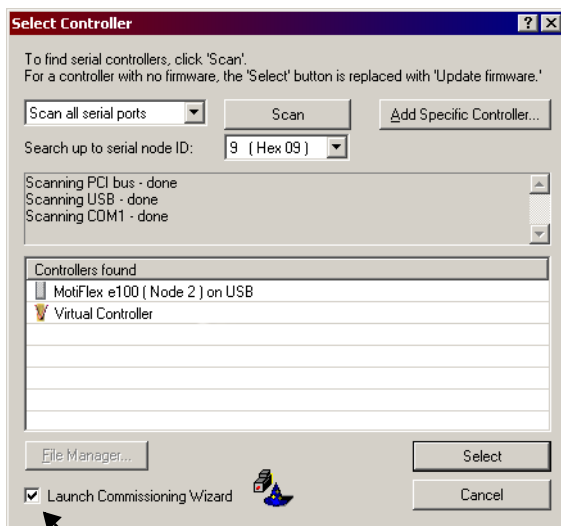 Select Controller
To find serial controllers, click 'Scan'.
For a controller with no firmware, the 'Select' button is replaced with 'Update firmware.'
Scan all serial ports
Scan
Add Specific Controller...
Search up to serial node ID:
9 ( Hex 09 )
Scanning PCI bus - done
Scanning USB - done
Scanning COM1 - done
Controllers found
MotiFlex e100 ( Node 2 ) on USB
Virtual Controller
File Manager...
Select
Launch Commissioning Wizard
Cancel